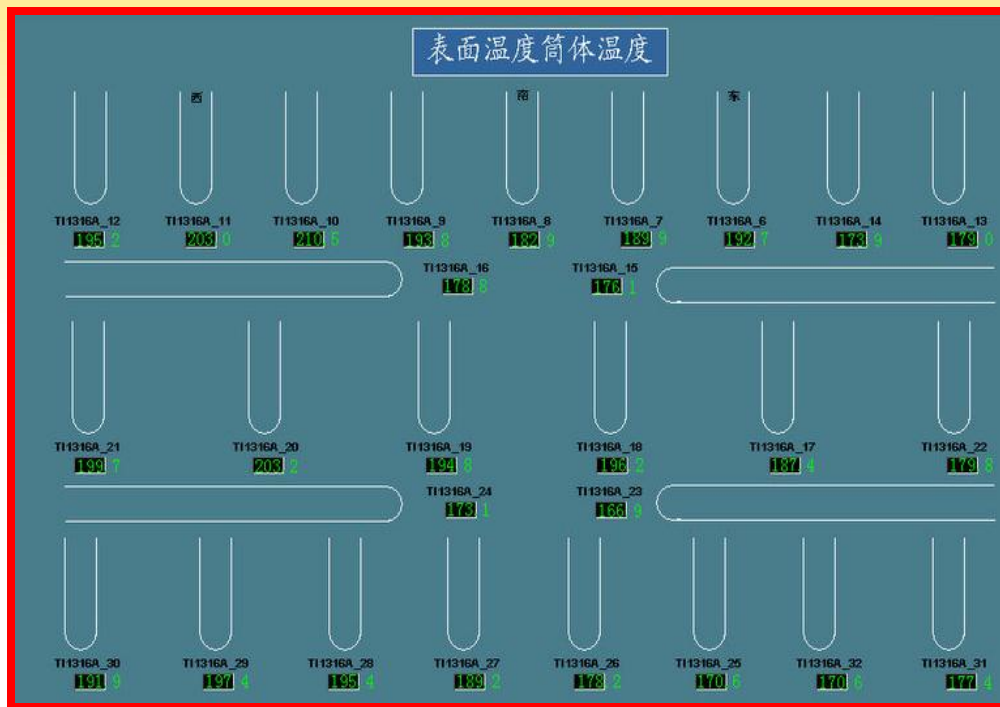 表面温度筒体温度
西 南 东
TI1316A_12 TI1316A_11 TI1316A_10 TI1316A_9 TI1316A_8 TI1316A_7 TI1316A_6 TI1316A_14 TI1316A_13
195 2 203 0 210 5 193 8 182 9 189 9 192 7 173 9 179 0
TI1316A_16 TI1316A_15
178 8 176 1
TI1316A_21 TI1316A_20 TI1316A_19 TI1316A_18 TI1316A_17 TI1316A_22
199 7 203 2 194 8 196 2 187 4 179 8
TI1316A_24 TI1316A_23
173 1 166 9
TI1316A_30 TI1316A_29 TI1316A_28 TI1316A_27 TI1316A_26 TI1316A_25 TI1316A_32 TI1316A_31
191 9 197 4 195 4 189 2 178 2 170 6 170 6 177 4